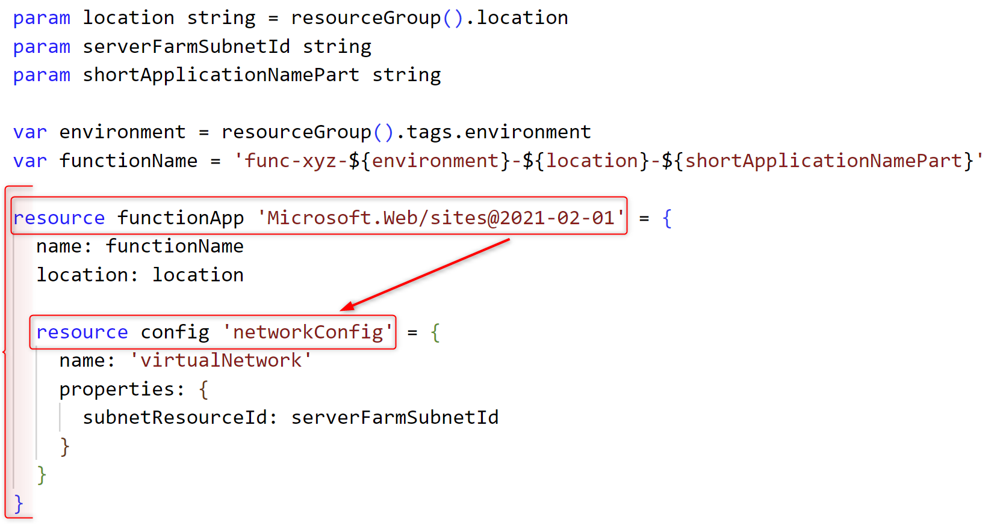 param location string = resourceGroup().location
param serverFarmSubnetId string
param shortApplicationNamePart string
var environment = resourceGroup().tags.environment
var functionName = 'func-xyz-${environment}-${location}-${shortApplicationNamePart}'
resource functionApp 'Microsoft.Web/sites@2021-02-01' = {
  name: functionName
  location: location
  resource config 'networkConfig' = {
    name: 'virtualNetwork'
    properties: {
      subnetResourceId: serverFarmSubnetId
    }
  }
}